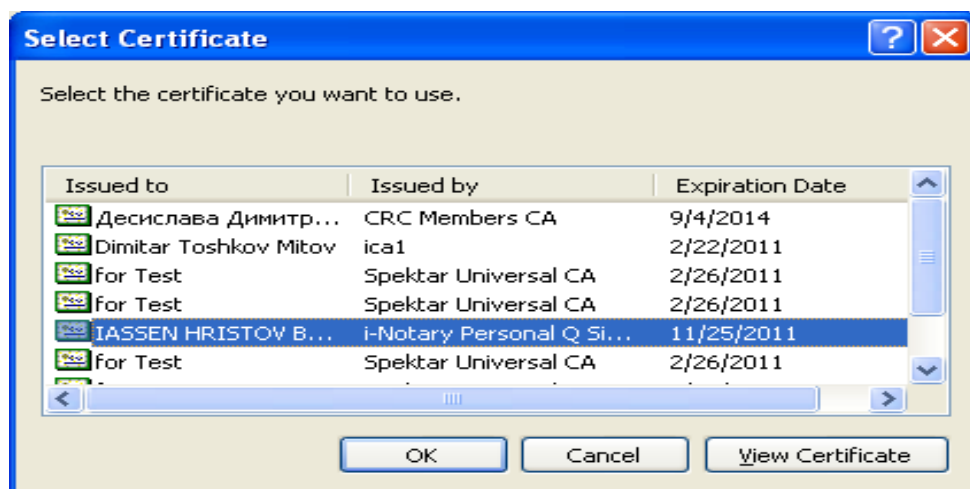 Select Certificate
Select the certificate you want to use.
Issued to Issued by Expiration Date
Десислава Димитр... CRC Members CA 9/4/2014
Dimitar Toshkov Mitov ica1 2/22/2011
for Test Spektar Universal CA 2/26/2011
for Test Spektar Universal CA 2/26/2011
IASSEN HRISTOV B... i-Notary Personal Q Si... 11/25/2011
for Test Spektar Universal CA 2/26/2011
OK Cancel View Certificate